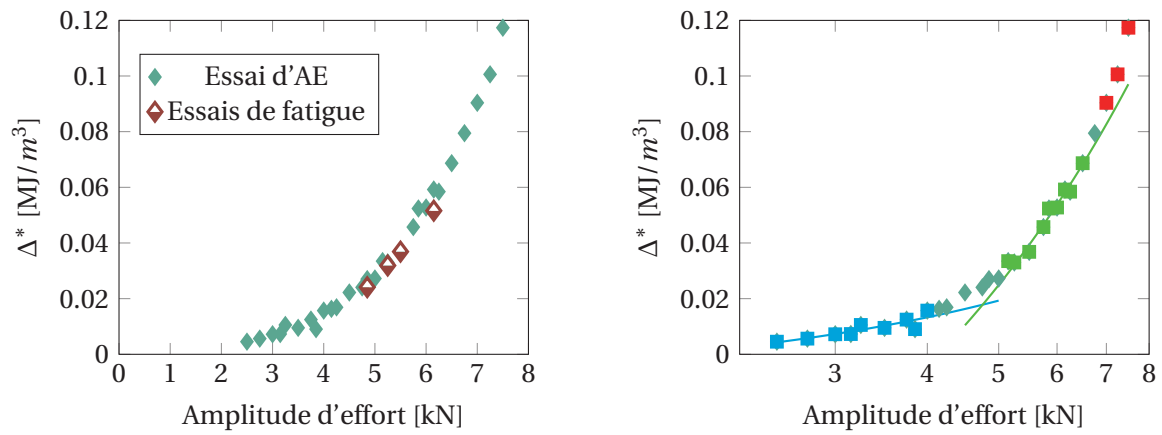 0.12
0.1
0.08
0.06
0.04
0.02
0
Δ* [MJ/m³]
Essai d'AE
Essais de fatigue
0 1 2 3 4 5 6 7 8
Amplitude d'effort [kN]
0.12
0.1
0.08
0.06
0.04
0.02
0
Δ* [MJ/m³]
3 4 5 6 7 8
Amplitude d'effort [kN]